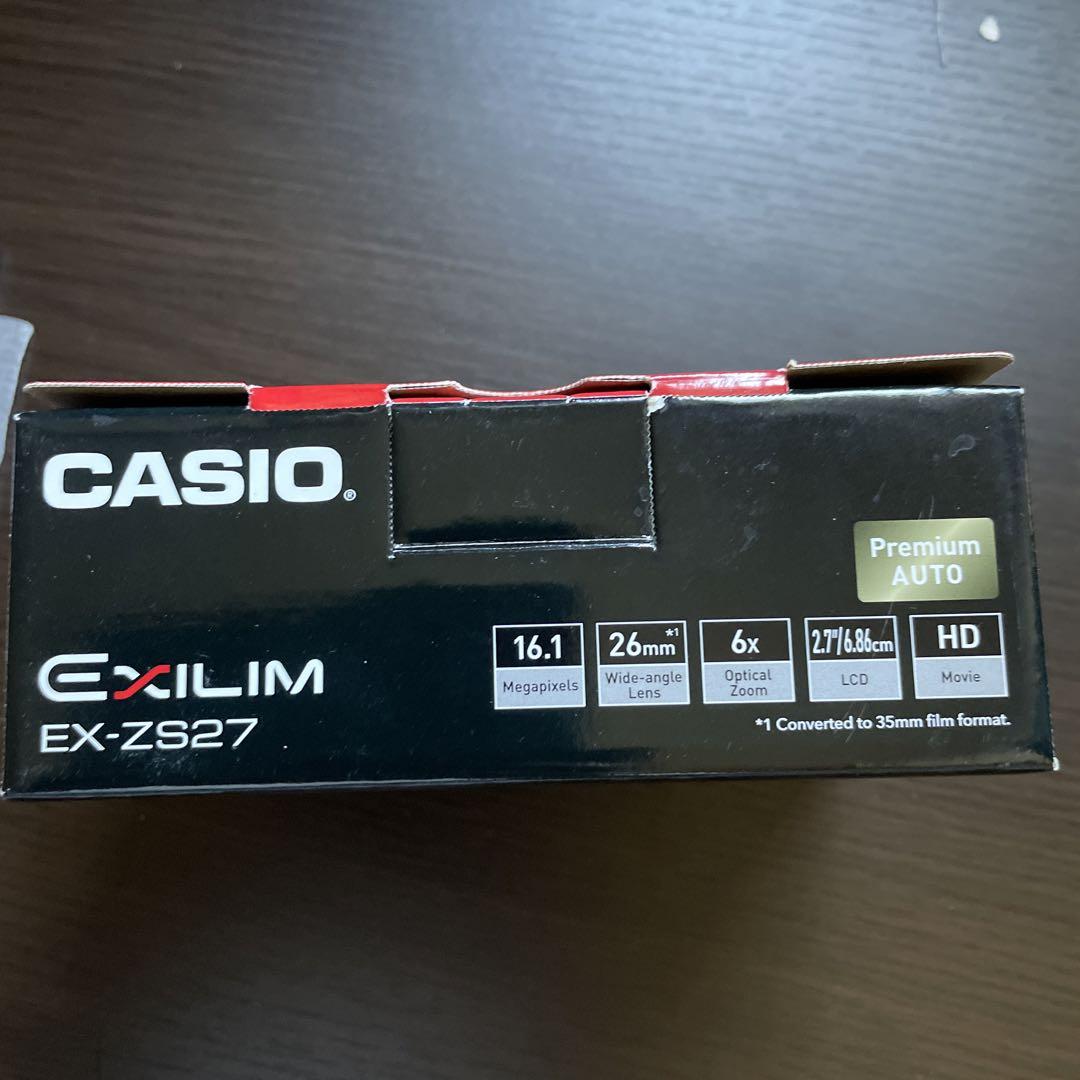 CASIO®
Premium
AUTO
EXILIM
EX-ZS27
16.1
Megapixels
26mm*1
Wide-angle
Lens
6x
Optical
Zoom
2.7"/6.86cm
LCD
HD
Movie
*1 Converted to 35mm film format.